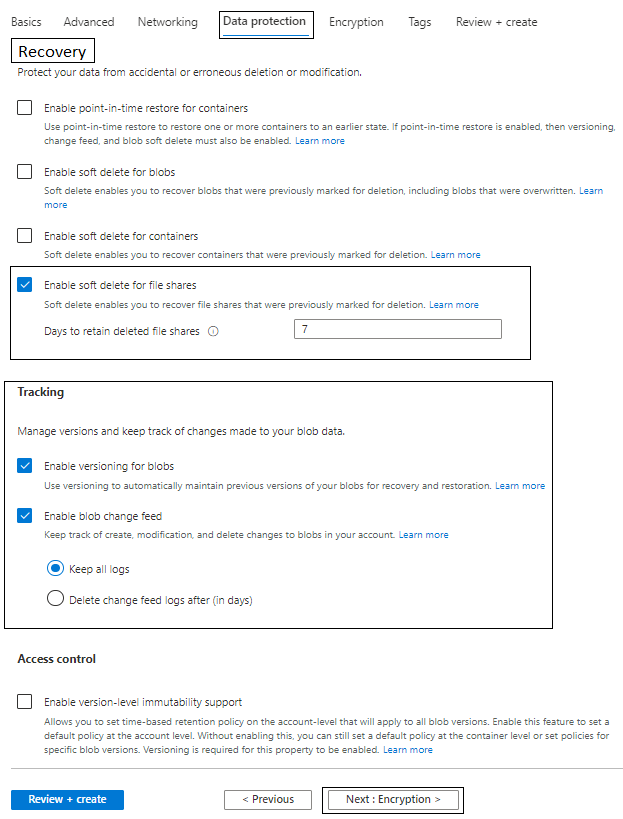 Basics Advanced Networking Data protection Encryption Tags Review + create
Recovery
Protect your data from accidental or erroneous deletion or modification.
Enable point-in-time restore for containers
Use point-in-time restore to restore one or more containers to an earlier state. If point-in-time restore is enabled, then versioning,
change feed, and blob soft delete must also be enabled. Learn more
Enable soft delete for blobs
Soft delete enables you to recover blobs that were previously marked for deletion, including blobs that were overwritten. Learn
more
Enable soft delete for containers
Soft delete enables you to recover containers that were previously marked for deletion. Learn more
Enable soft delete for file shares
Soft delete enables you to recover file shares that were previously marked for deletion. Learn more
Days to retain deleted file shares 7
Tracking
Manage versions and keep track of changes made to your blob data.
Enable versioning for blobs
Use versioning to automatically maintain previous versions of your blobs for recovery and restoration. Learn more
Enable blob change feed
Keep track of create, modification, and delete changes to blobs in your account. Learn more
Keep all logs
Delete change feed logs after (in days)
Access control
Enable version-level immutability support
Allows you to set time-based retention policy on the account-level that will apply to all blob versions. Enable this feature to set a
default policy at the account level. Without enabling this, you can still set a default policy at the container level or set policies for
specific blob versions. Versioning is required for this property to be enabled. Learn more
Review + create < Previous Next : Encryption >